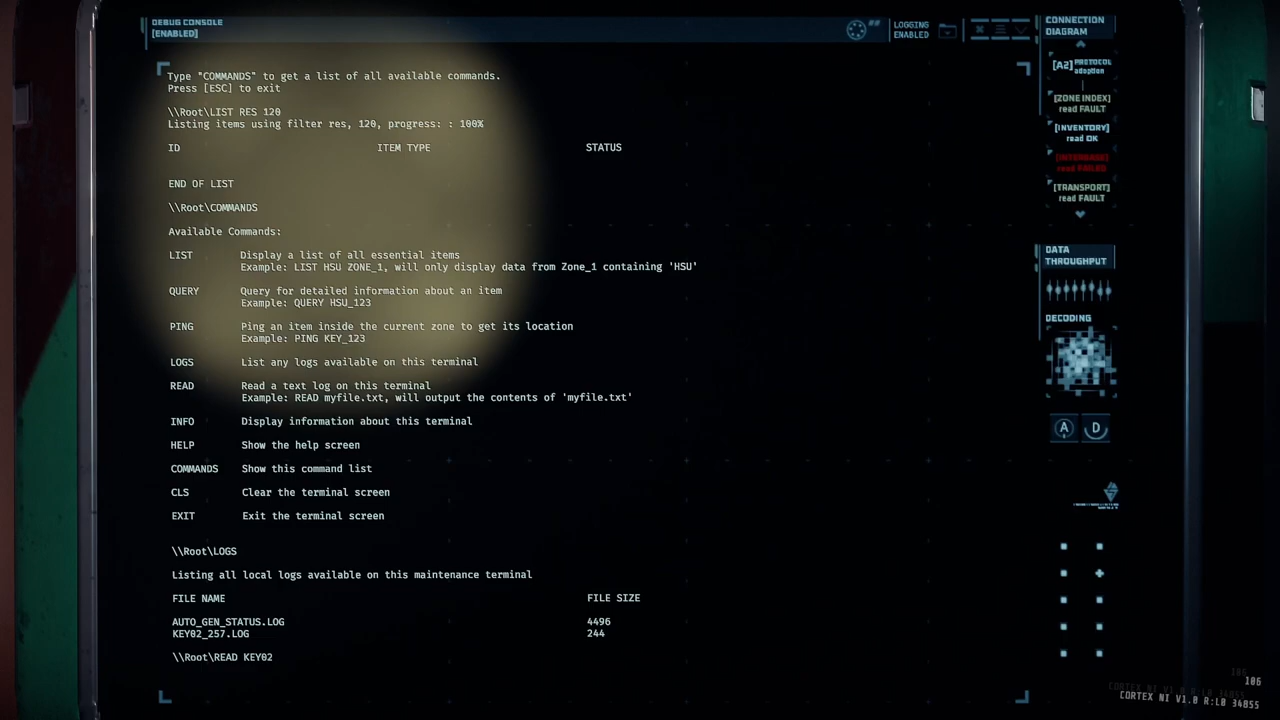 DEBUG CONSOLE
[ENABLED]
LOGGING
ENABLED
Type "COMMANDS" to get a list of all available commands.
Press [ESC] to exit
\\Root\LIST RES 120
Listing items using filter res, 120, progress: : 100%
ID ITEM TYPE STATUS
END OF LIST
\\Root\COMMANDS
Available Commands:
LIST Display a list of all essential items
Example: LIST HSU ZONE_1, will only display data from Zone_1 containing 'HSU'
QUERY Query for detailed information about an item
Example: QUERY HSU_123
PING Ping an item inside the current zone to get its location
Example: PING KEY_123
LOGS List any logs available on this terminal
READ Read a text log on this terminal
Example: READ myfile.txt, will output the contents of 'myfile.txt'
INFO Display information about this terminal
HELP Show the help screen
COMMANDS Show this command list
CLS Clear the terminal screen
EXIT Exit the terminal screen
\\Root\LOGS
Listing all local logs available on this maintenance terminal
FILE NAME FILE SIZE
AUTO_GEN_STATUS.LOG 4496
KEY02_257.LOG 244
\\Root\READ KEY02
CONNECTION
DIAGRAM
[A2] PROTOCOL
adoption
[ZONE INDEX]
read FAULT
[INVENTORY]
read OK
read FAILED
[TRANSPORT]
read FAULT
DATA
THROUGHPUT
DECODING
A D
106
CORTEX NI V1.0 R:L0 34855